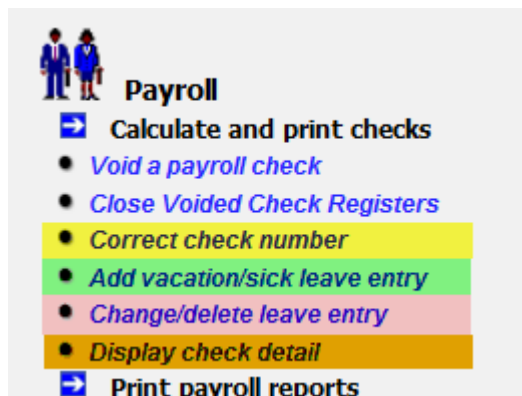 Payroll
Calculate and print checks
Void a payroll check
Close Voided Check Registers
Correct check number
Add vacation/sick leave entry
Change/delete leave entry
Display check detail
Print payroll reports